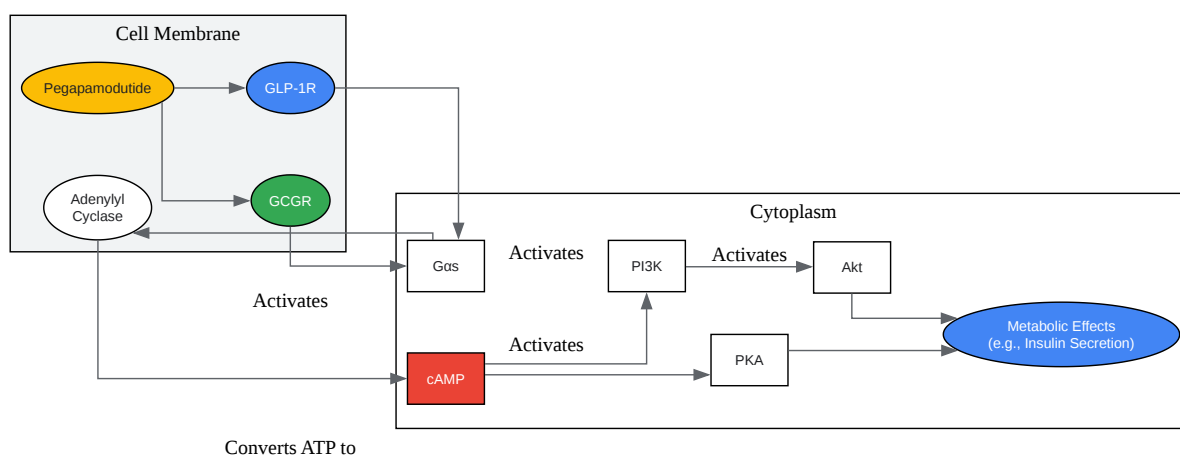 Cell Membrane
Pegapamodutide
GLP-1R
Adenylyl
Cyclase
GCGR
Cytoplasm
Gαs
Activates
PI3K
Activates
Akt
Activates
Metabolic Effects
(e.g., Insulin Secretion)
Activates
PKA
cAMP
Converts ATP to